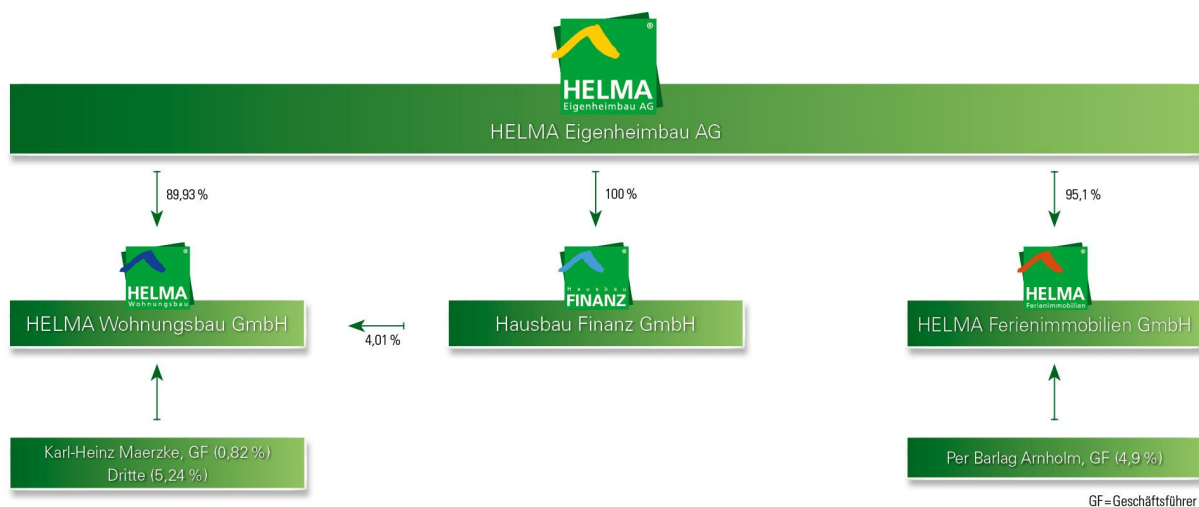 ®
HELMA
Eigenheimbau AG
HELMA Eigenheimbau AG
89,93 %
100 %
95,1 %
®
HELMA
Wohnungsbau
®
Hausbau
FINANZ
®
HELMA
Ferienimmobilien
HELMA Wohnungsbau GmbH
4,01 %
Hausbau Finanz GmbH
HELMA Ferienimmobilien GmbH
Karl-Heinz Maerzke, GF (0,82 %)
Dritte (5,24 %)
Per Barlag Arnholm, GF (4,9 %)
GF=Geschäftsführer